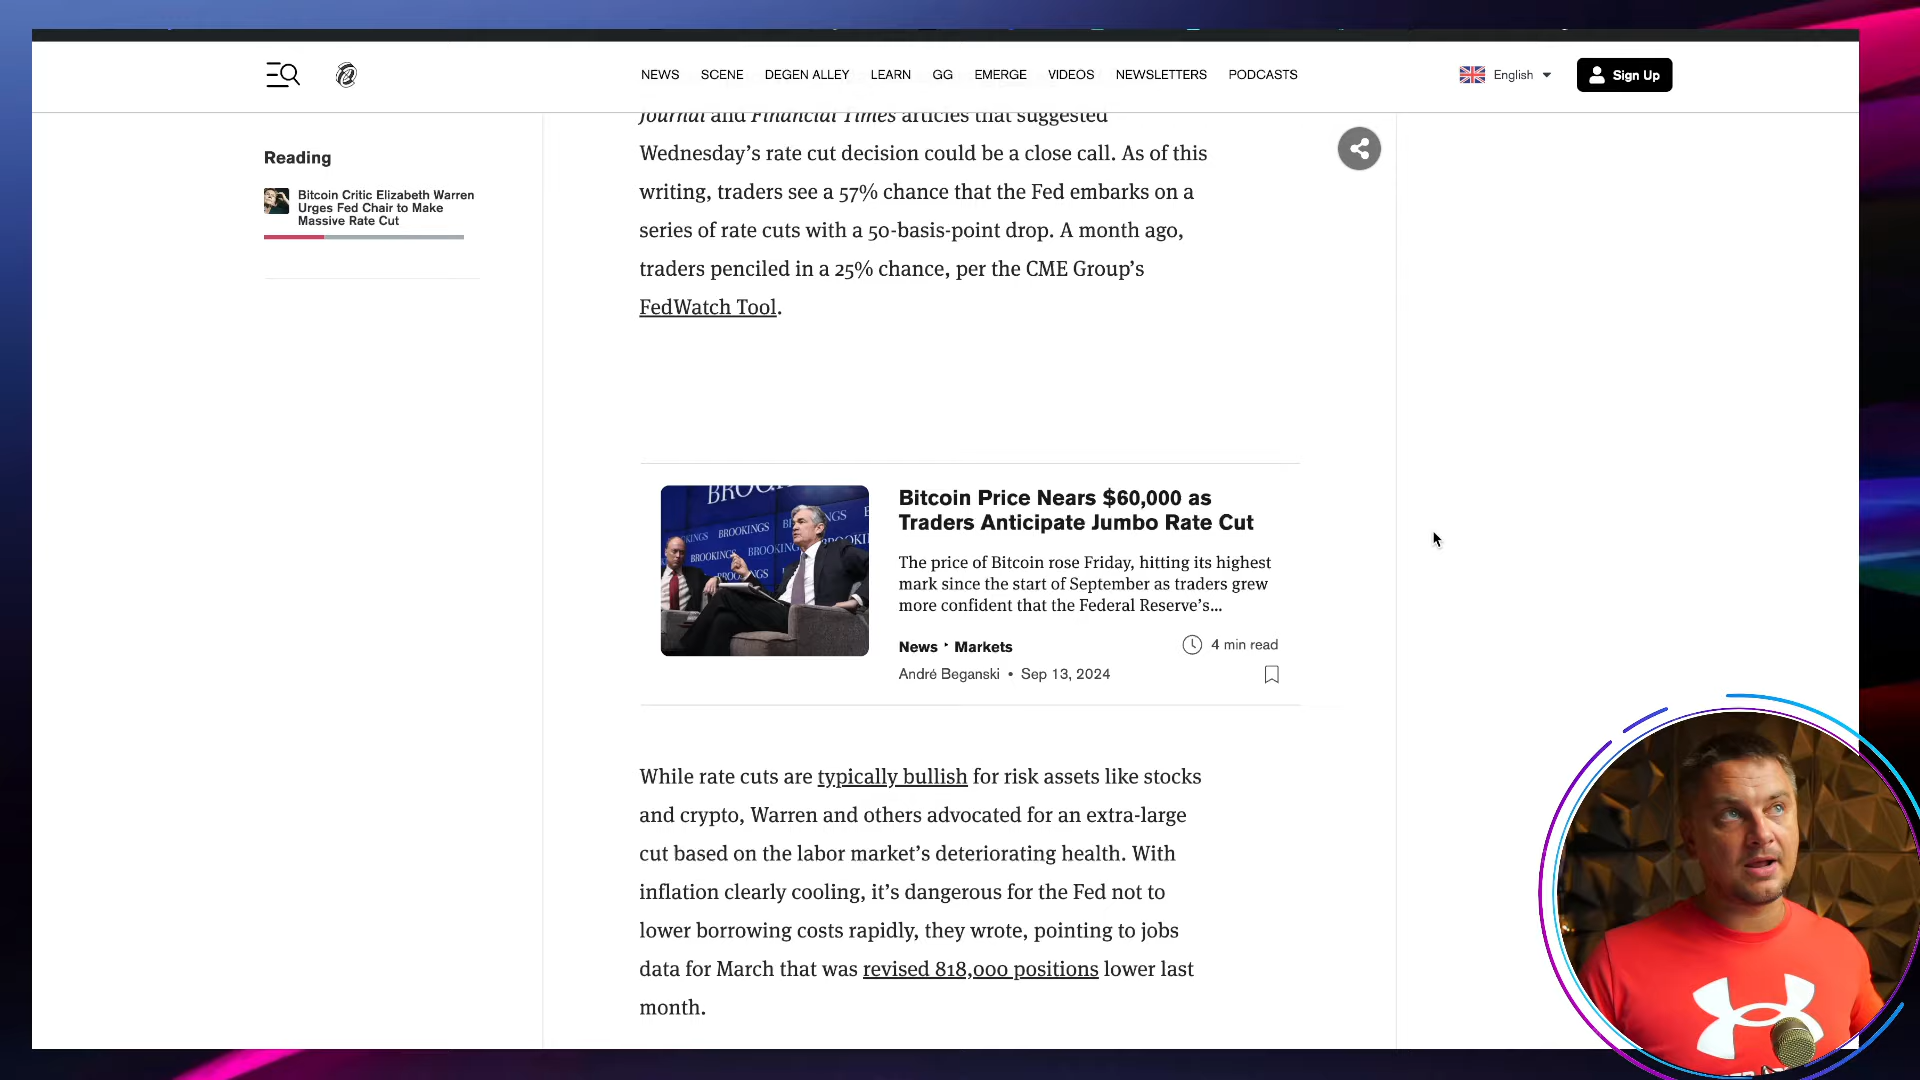 NEWS SCENE DEGEN ALLEY LEARN GG EMERGE VIDEOS NEWSLETTERS PODCASTS
English
Sign Up
Reading
Bitcoin Critic Elizabeth Warren
Urges Fed Chair to Make
Massive Rate Cut
Journal and Financial Times articles that suggested
Wednesday’s rate cut decision could be a close call. As of this
writing, traders see a 57% chance that the Fed embarks on a
series of rate cuts with a 50-basis-point drop. A month ago,
traders penciled in a 25% chance, per the CME Group’s
FedWatch Tool.
BROOKINGS
BROOKINGS
Bitcoin Price Nears $60,000 as
Traders Anticipate Jumbo Rate Cut
The price of Bitcoin rose Friday, hitting its highest
mark since the start of September as traders grew
more confident that the Federal Reserve’s...
News ‣ Markets
4 min read
André Beganski • Sep 13, 2024
While rate cuts are typically bullish for risk assets like stocks
and crypto, Warren and others advocated for an extra-large
cut based on the labor market’s deteriorating health. With
inflation clearly cooling, it’s dangerous for the Fed not to
lower borrowing costs rapidly, they wrote, pointing to jobs
data for March that was revised 818,000 positions lower last
month.